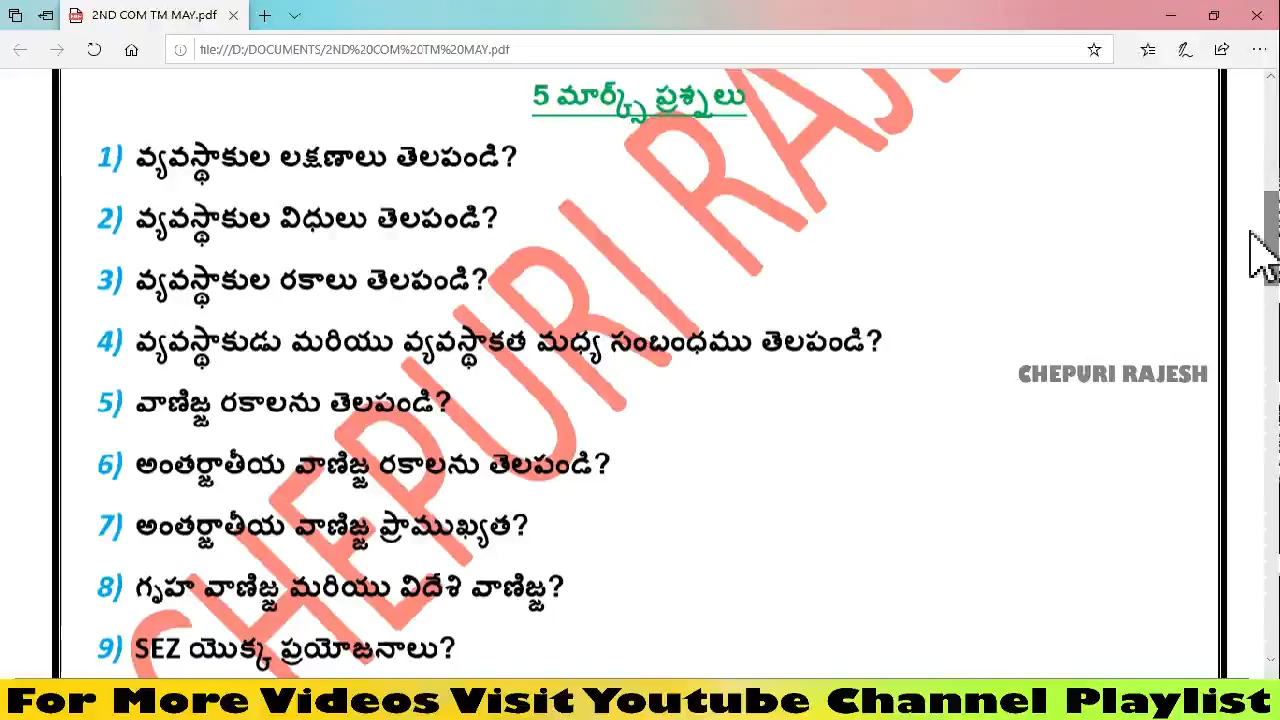 2ND COM TM MAY.pdf
file:///D:/DOCUMENTS/2ND%20COM%20TM%20MAY.pdf
5 మార్క్స్ ప్రశ్నలు
1) వ్యవస్థాకుల లక్షణాలు తెలపండి?
2) వ్యవస్థాకుల విధులు తెలపండి?
3) వ్యవస్థాకుల రకాలు తెలపండి?
4) వ్యవస్థాకుడు మరియు వ్యవస్థాకత మధ్య సంబంధము తెలపండి?
CHEPURI RAJESH
5) వాణిజ్జ రకాలను తెలపండి?
6) అంతర్జాతీయ వాణిజ్జ రకాలను తెలపండి?
7) అంతర్జాతీయ వాణిజ్జ ప్రాముఖ్యత?
8) గృహ వాణిజ్జ మరియు విదేశి వాణిజ్జ?
9) SEZ యొక్క ప్రయోజనాలు?
CHEPURI RAJE
For More Videos Visit Youtube Channel Playlist